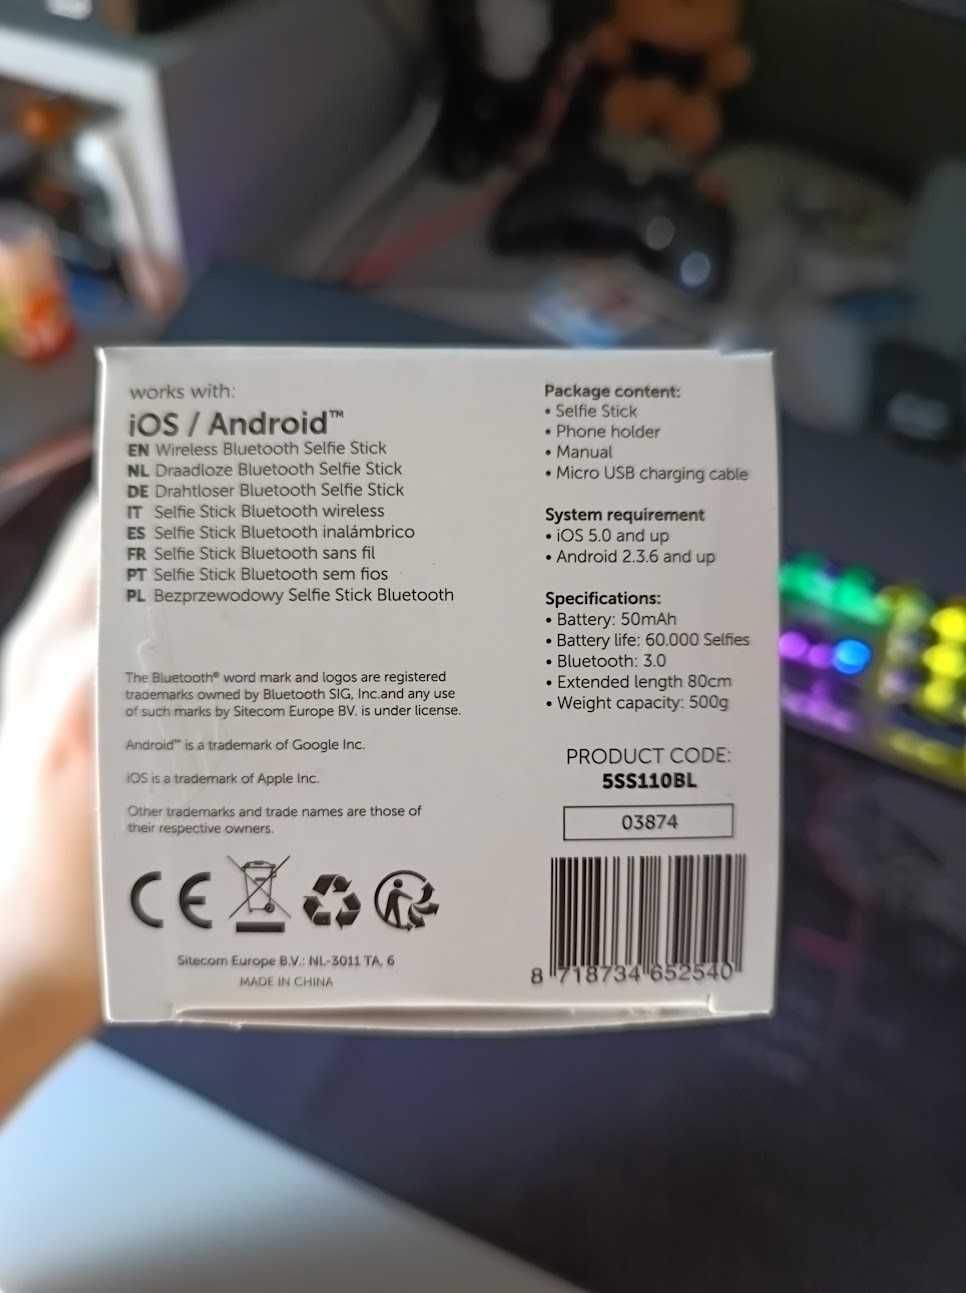 works with:
iOS / Android™
EN Wireless Bluetooth Selfie Stick
NL Draadloze Bluetooth Selfie Stick
DE Drahtloser Bluetooth Selfie Stick
IT Selfie Stick Bluetooth wireless
ES Selfie Stick Bluetooth inalámbrico
FR Selfie Stick Bluetooth sans fil
PT Selfie Stick Bluetooth sem fios
PL Bezprzewodowy Selfie Stick Bluetooth
The Bluetooth® word mark and logos are registered
trademarks owned by Bluetooth SIG, Inc.and any use
of such marks by Sitecom Europe BV. is under license.
Android™ is a trademark of Google Inc.
iOS is a trademark of Apple Inc.
Other trademarks and trade names are those of
their respective owners.
CE
Sitecom Europe B.V.: NL-3011 TA, 6
MADE IN CHINA
Package content:
• Selfie Stick
• Phone holder
• Manual
• Micro USB charging cable
System requirement
• iOS 5.0 and up
• Android 2.3.6 and up
Specifications:
• Battery: 50mAh
• Battery life: 60.000 Selfies
• Bluetooth: 3.0
• Extended length 80cm
• Weight capacity: 500g
PRODUCT CODE:
5SS110BL
03874
8 718734 652540